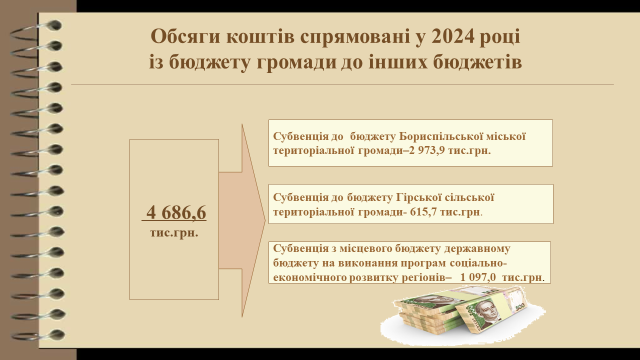 Обсяги коштів спрямовані у 2024 році
із бюджету громади до інших бюджетів
4 686,6
тис.грн.
Субвенція до бюджету Бориспільської міської
територіальної громади–2 973,9 тис.грн.
Субвенція до бюджету Гірської сільської
територіальної громади- 615,7 тис.грн.
Субвенція з місцевого бюджету державному
бюджету на виконання програм соціально-
економічного розвитку регіонів– 1 097,0 тис.грн.